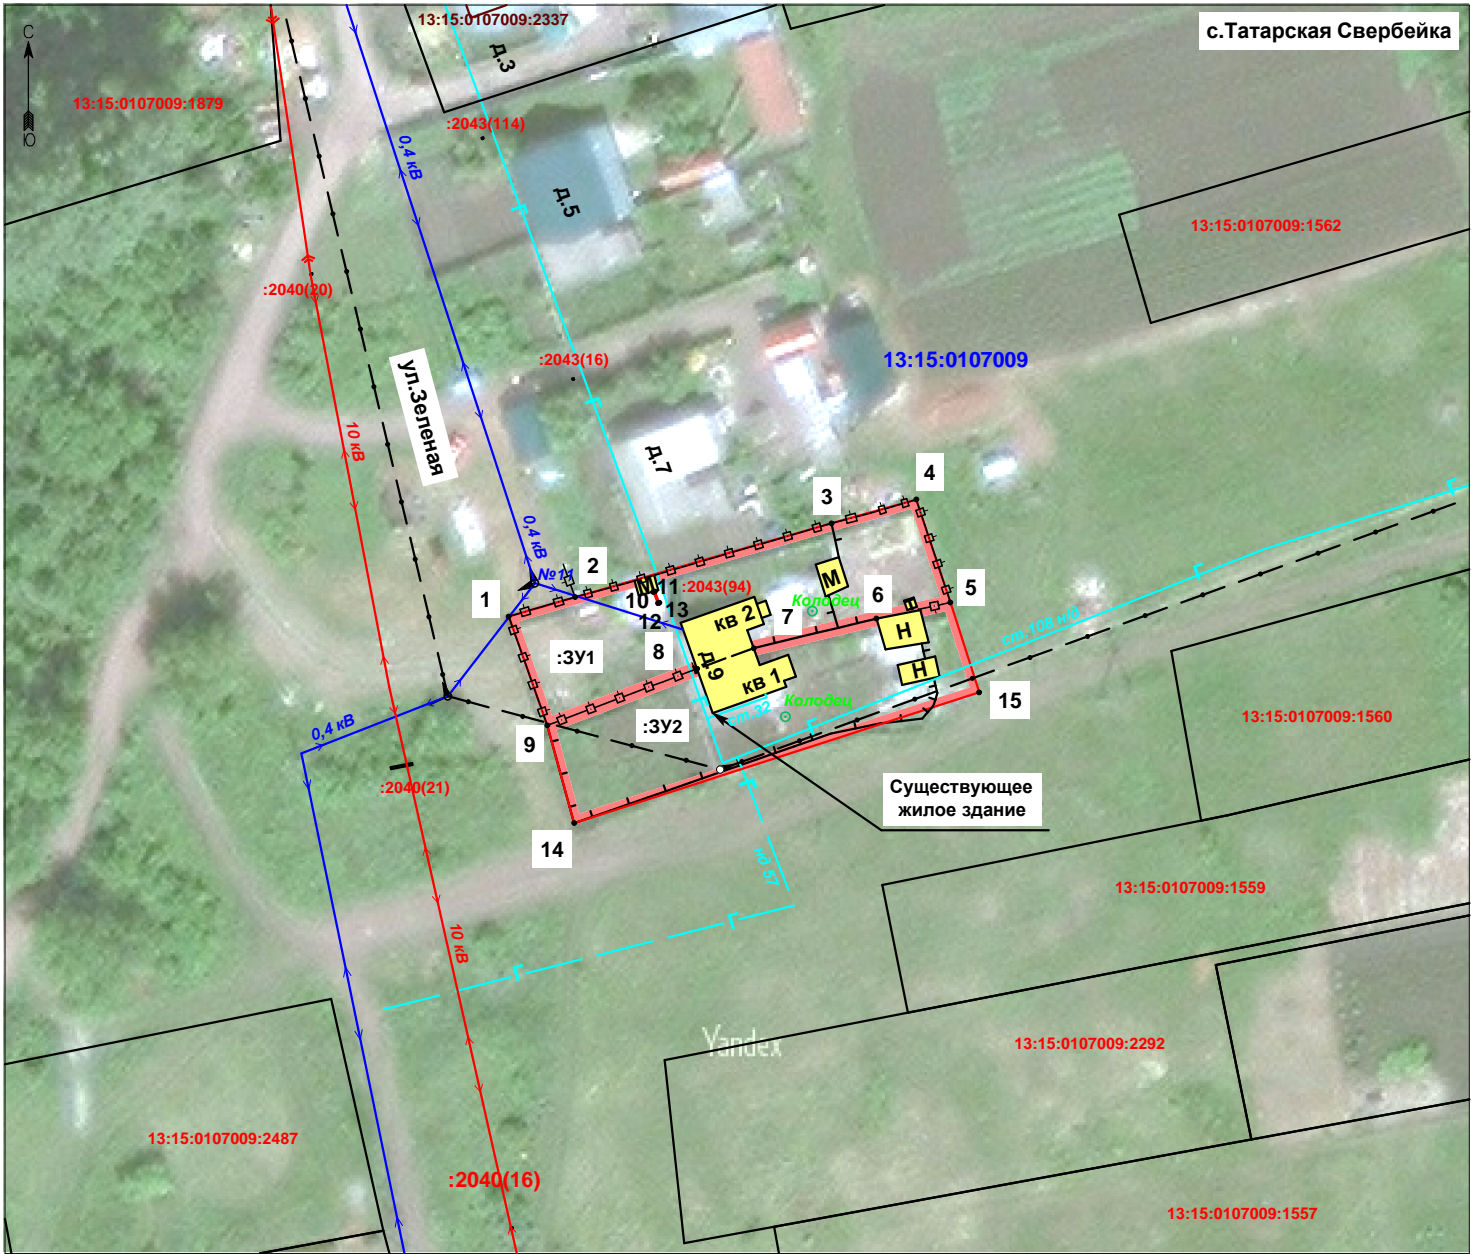 13:15:0107009:2337
с.Татарская Свербейка
С
Ю
д.3
13:15:0107009:1879
:2043(114)
0,4 кВ
д.5
13:15:0107009:1562
:2040(20)
:2043(16)
13:15:0107009
ул.Зеленая
10 кВ
д.7
4
3
0,4 кВ
№11
2
М
11
:2043(94)
М
1
10
13
12
Колодец
6
5
В
7
кв 2
Н
ст.108 н/д
:ЗУ1
8
д.9
кв 1
Н
15
Колодец
ст.32
:ЗУ2
0,4 кВ
9
13:15:0107009:1560
:2040(21)
Существующее
жилое здание
14
нд 57
13:15:0107009:1559
10 кВ
Yandex
13:15:0107009:2292
13:15:0107009:2487
:2040(16)
13:15:0107009:1557